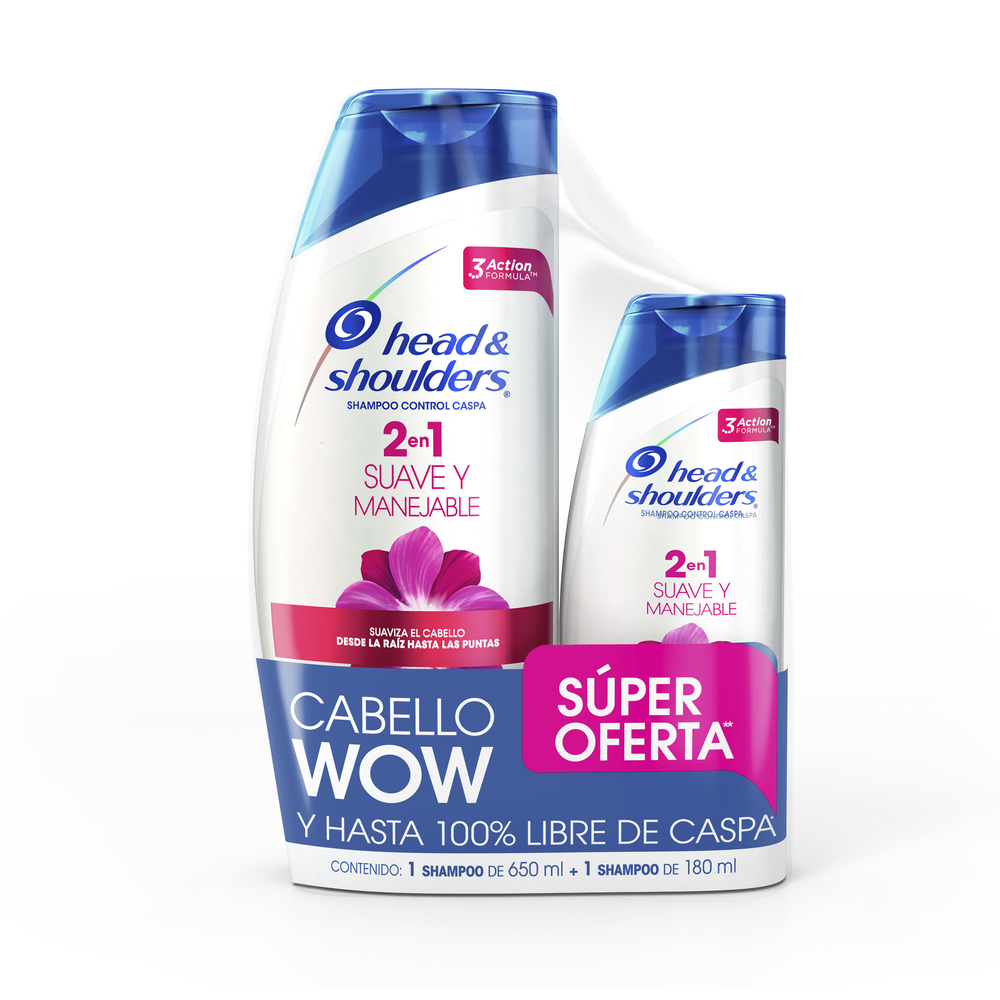 3 Action
FORMULA™
head &
shoulders®
SHAMPOO CONTROL CASPA
2en1
SUAVE Y
MANEJABLE
SUAVIZA EL CABELLO
DESDE LA RAÍZ HASTA LAS PUNTAS
3 Action
FORMULA™
head &
shoulders®
SHAMPOO CONTROL CASPA
2en1
SUAVE Y
MANEJABLE
SÚPER
OFERTA**
CABELLO
WOW
Y HASTA 100% LIBRE DE CASPA*
CONTENIDO: 1 SHAMPOO DE 650 ml + 1 SHAMPOO DE 180 ml